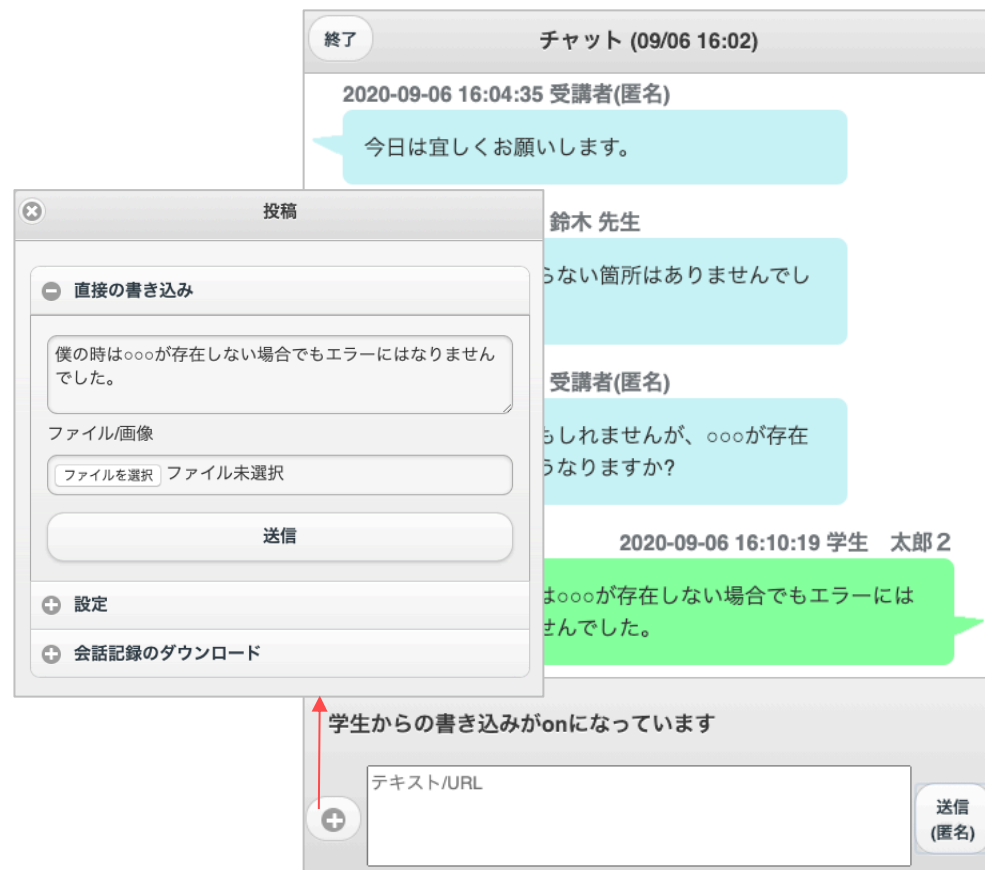 終了
チャット (09/06 16:02)
2020-09-06 16:04:35 受講者(匿名)
今日は宜しくお願いします。
鈴木 先生
らない箇所はありませんでし
受講者(匿名)
もしれませんが、○○○が存在
うなりますか?
2020-09-06 16:10:19 学生　太郎２
は○○○が存在しない場合でもエラーには
せんでした。
投稿
直接の書き込み
僕の時は○○○が存在しない場合でもエラーにはなりません
でした。
ファイル/画像
ファイルを選択 ファイル未選択
送信
設定
会話記録のダウンロード
学生からの書き込みがonになっています
テキスト/URL
送信
(匿名)